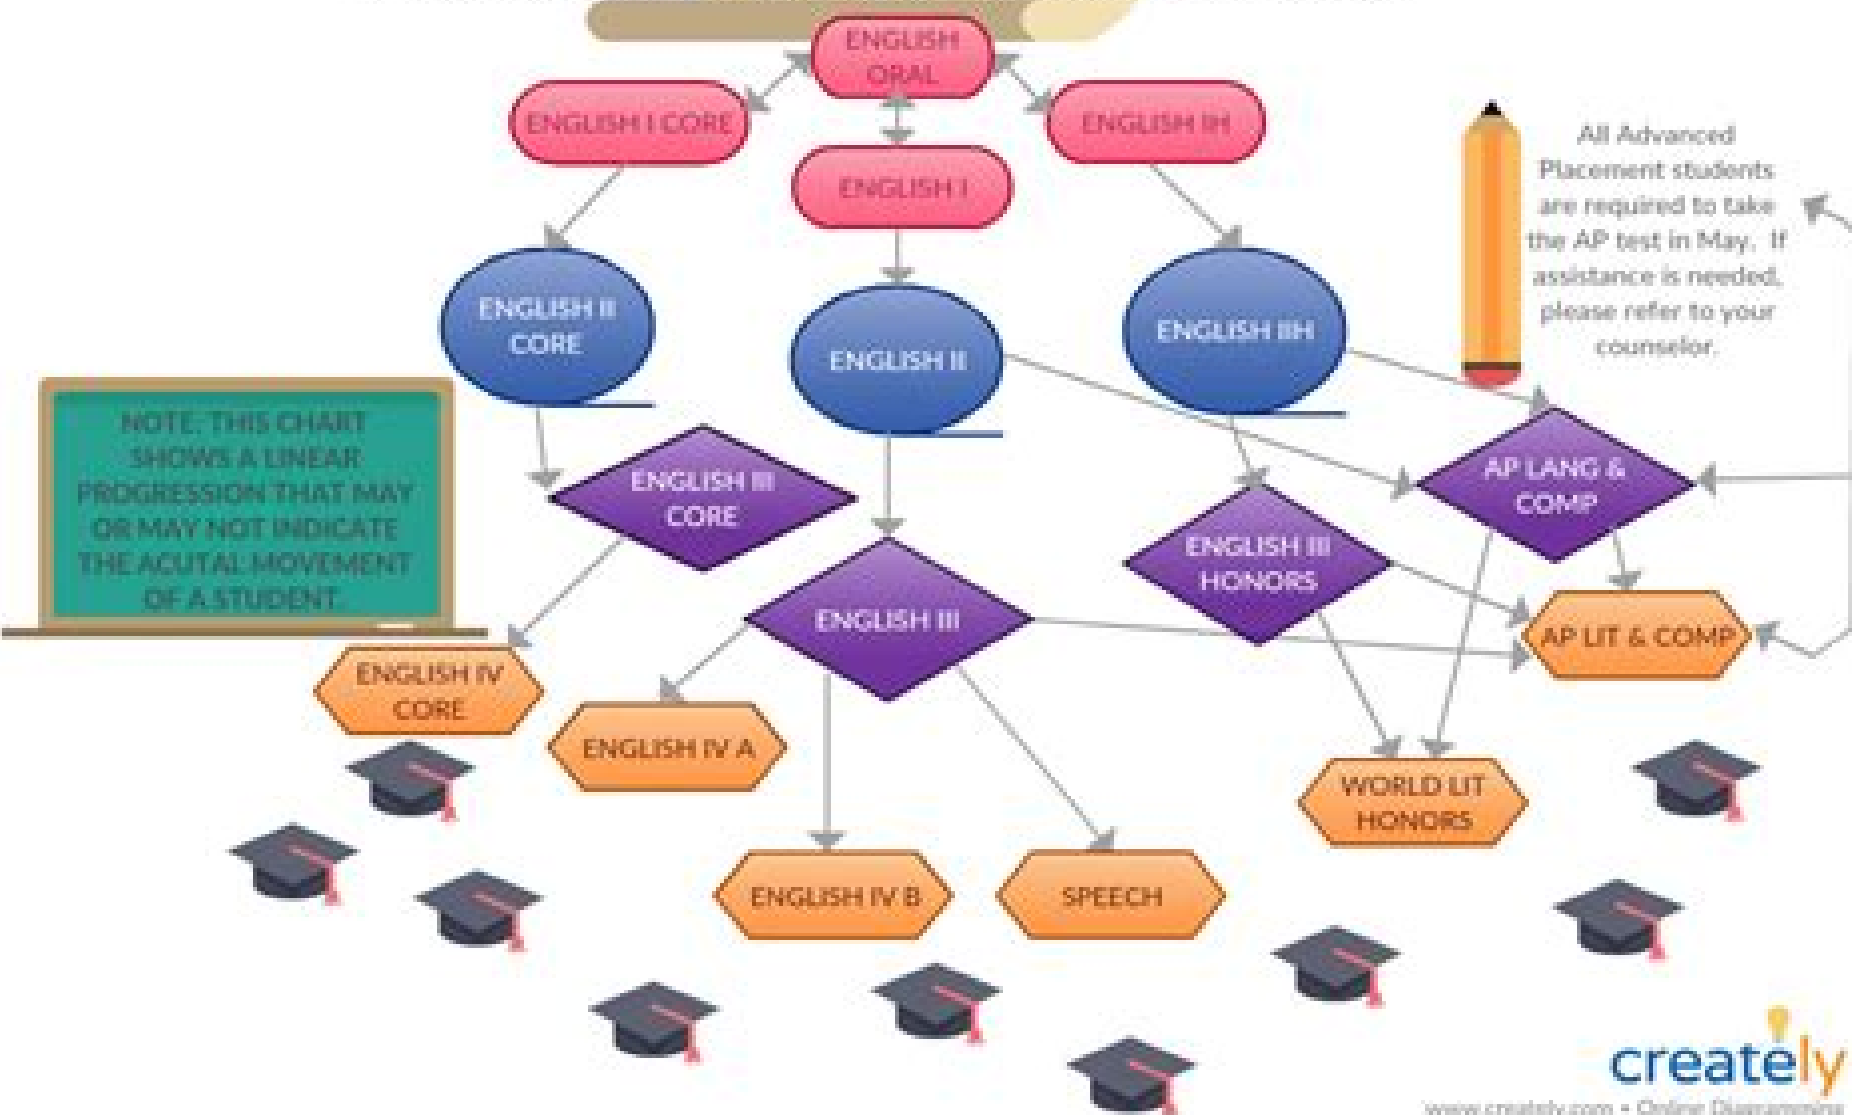 ENGLISH
ORAL
ENGLISH I CORE
ENGLISH IH
ENGLISH I
All Advanced
Placement students
are required to take
the AP test in May. If
assistance is needed,
please refer to your
counselor.
ENGLISH II
CORE
ENGLISH II
ENGLISH IIH
NOTE: THIS CHART
SHOWS A LINEAR
PROGRESSION THAT MAY
OR MAY NOT INDICATE
THE ACUTAL MOVEMENT
OF A STUDENT.
ENGLISH III
CORE
AP LANG &
COMP
ENGLISH III
HONORS
ENGLISH III
AP LIT & COMP
ENGLISH IV
CORE
ENGLISH IV A
WORLD LIT
HONORS
ENGLISH IV B
SPEECH
creately
www.creately.com • Online Diagramming